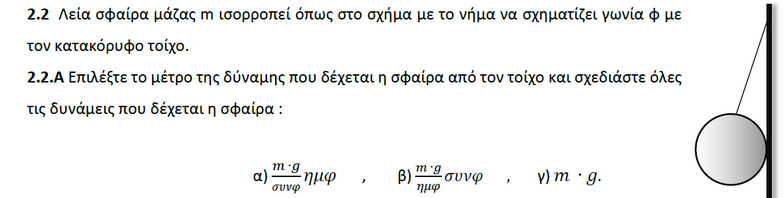 2.2 Λεία σφαίρα μάζας m ισορροπεί όπως στο σχήμα με το νήμα να σχηματίζει γωνία φ με
τον κατακόρυφο τοίχο.
2.2.Α Επιλέξτε το μέτρο της δύναμης που δέχεται η σφαίρα από τον τοίχο και σχεδιάστε όλες
τις δυνάμεις που δέχεται η σφαίρα :
α) \frac{m \cdot g}{συνφ} ημφ , β) \frac{m \cdot g}{ημφ} συνφ , γ) m · g.